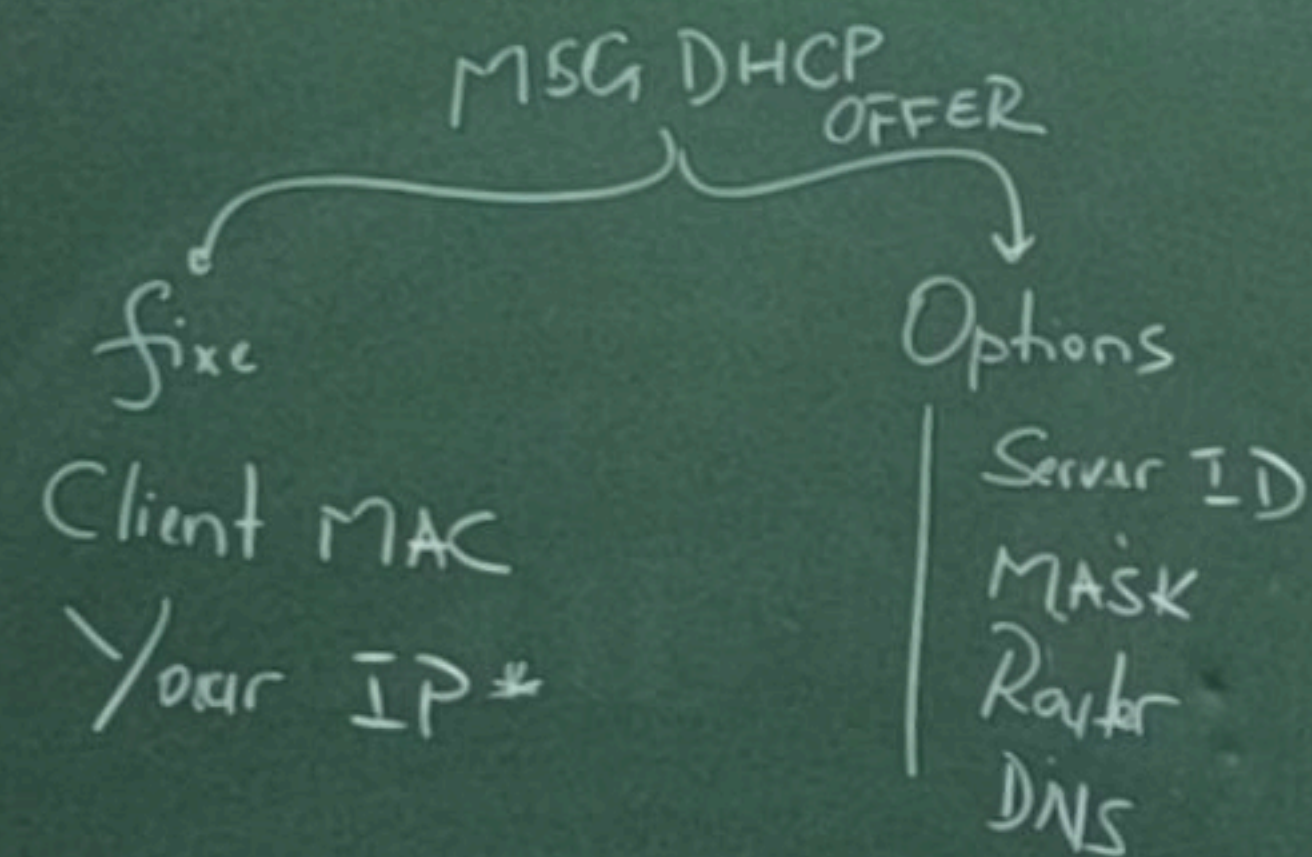 MSG DHCP
OFFER
fixe
Client MAC
Your IP*
Options
Server ID
MASK
Router
DNS